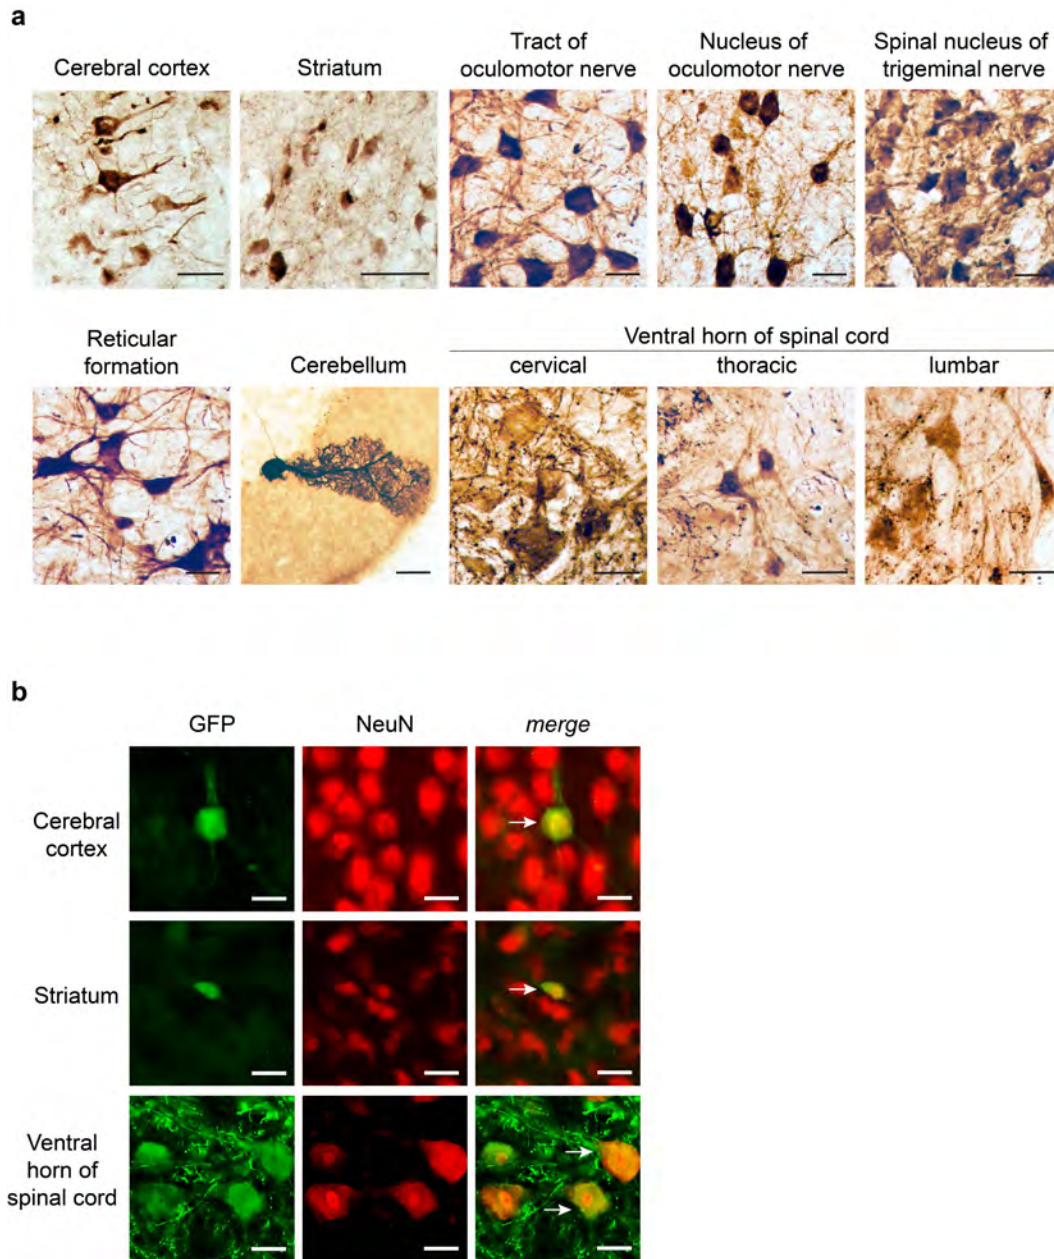 a
Cerebral cortex
Striatum
Tract of
oculomotor nerve
Nucleus of
oculomotor nerve
Spinal nucleus of
trigeminal nerve
Reticular
formation
Cerebellum
Ventral horn of spinal cord
cervical
thoracic
lumbar
b
GFP
NeuN
merge
Cerebral
cortex
Striatum
Ventral
horn of
spinal cord